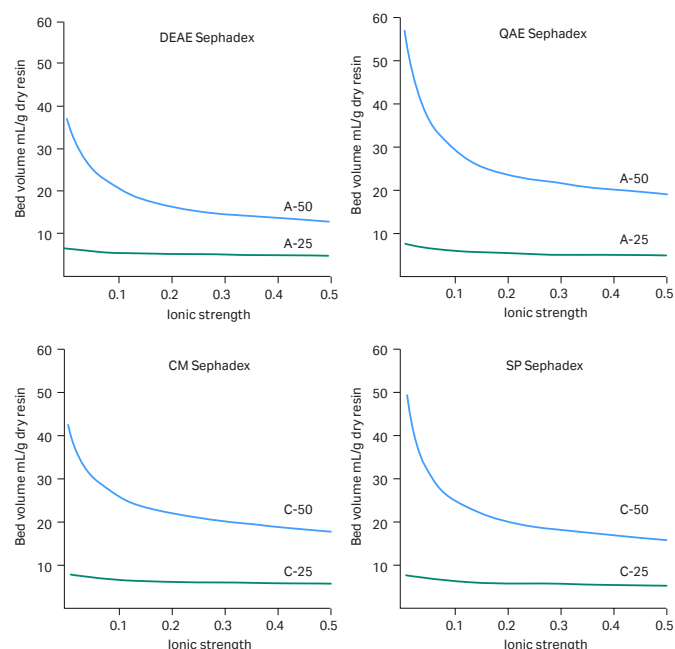 DEAE Sephadex
Bed volume mL/g dry resin
60
50
40
30
20
10
A-50
A-25
0.1 0.2 0.3 0.4 0.5
Ionic strength
QAE Sephadex
Bed volume mL/g dry resin
60
50
40
30
20
10
A-50
A-25
0.1 0.2 0.3 0.4 0.5
Ionic strength
CM Sephadex
Bed volume mL/g dry resin
60
50
40
30
20
10
C-50
C-25
0.1 0.2 0.3 0.4 0.5
Ionic strength
SP Sephadex
Bed volume mL/g dry resin
60
50
40
30
20
10
C-50
C-25
0.1 0.2 0.3 0.4 0.5
Ionic strength